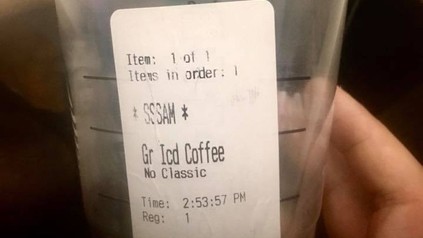 Item: 1 of 1
Items in order: 1
* SSSAM *
Gr Icd Coffee
No Classic
Time: 2:53:57 PM
Reg: 1